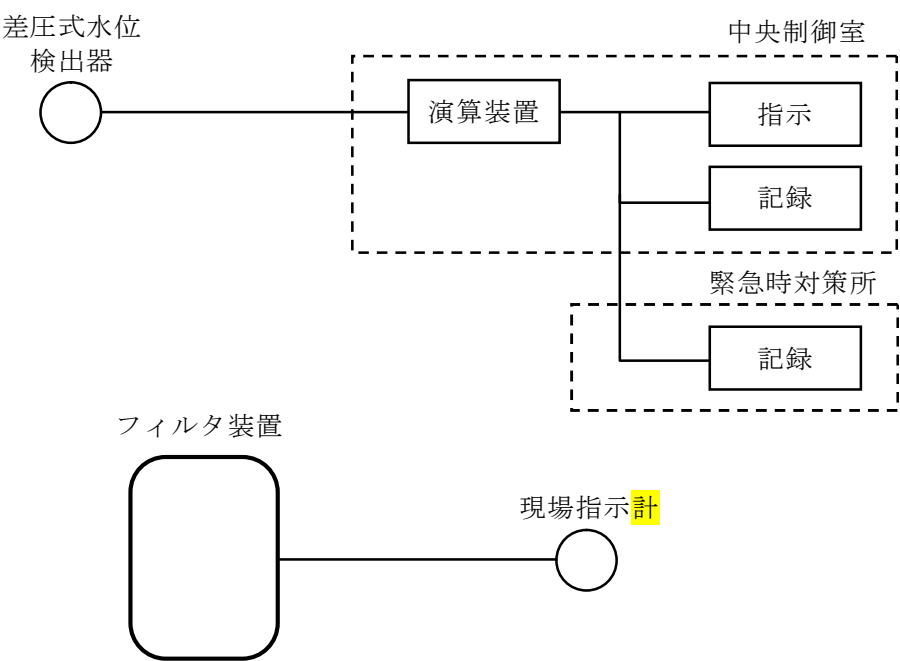 差圧式水位
検出器
中央制御室
演算装置
指示
記録
緊急時対策所
記録
フィルタ装置
現場指示計